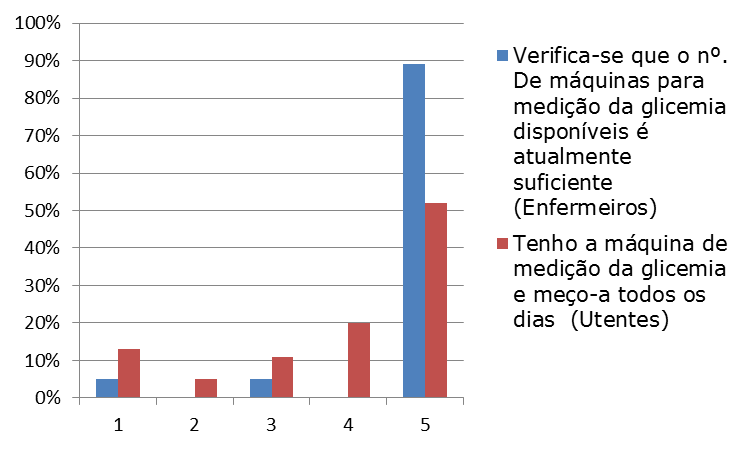 100%
90%
80%
70%
60%
50%
40%
30%
20%
10%
0%
1 2 3 4 5
Verifica-se que o nº.
De máquinas para
medição da glicemia
disponíveis é
atualmente
suficiente
(Enfermeiros)
Tenho a máquina de
medição da glicemia
e meço-a todos os
dias (Utentes)